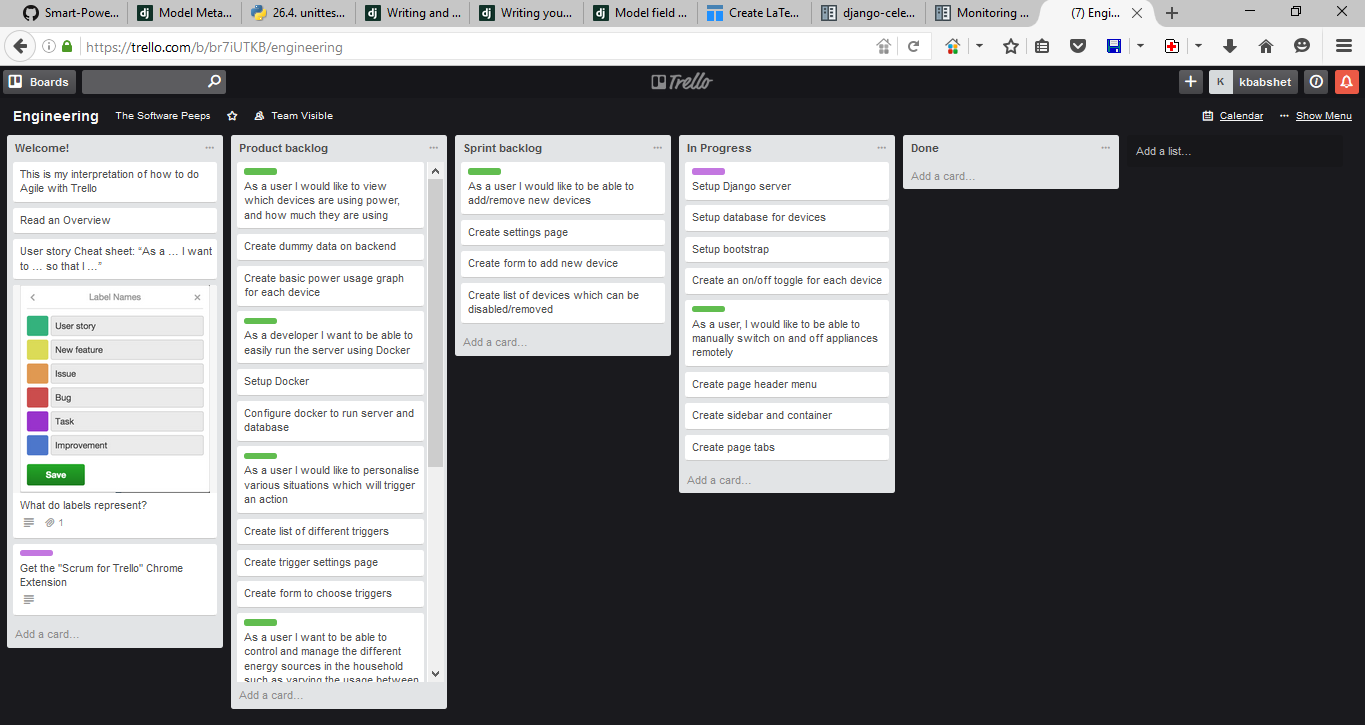 Smart-Powe...
Model Meta...
26.4. unittes...
Writing and ...
Writing you...
Model field ...
Create LaTe...
django-cele...
Monitoring ...
(7) Engi...
https://trello.com/b/br7iUTKB/engineering
Boards
Trello
K
kbabshet
Engineering
The Software Peeps
Team Visible
Calendar
Show Menu
Welcome!
This is my interpretation of how to do
Agile with Trello
Read an Overview
User story Cheat sheet: “As a … I want
to … so that I …”
Label Names
User story
New feature
Issue
Bug
Task
Improvement
Save
What do labels represent?
1
Get the "Scrum for Trello" Chrome
Extension
Add a card…
Product backlog
As a user I would like to view
which devices are using power,
and how much they are using
Create dummy data on backend
Create basic power usage graph
for each device
As a developer I want to be able to
easily run the server using Docker
Setup Docker
Configure docker to run server and
database
As a user I would like to personalise
various situations which will trigger
an action
Create list of different triggers
Create trigger settings page
Create form to choose triggers
As a user I want to be able to
control and manage the different
energy sources in the household
such as varying the usage between
Add a card…
Sprint backlog
As a user I would like to be able to
add/remove new devices
Create settings page
Create form to add new device
Create list of devices which can be
disabled/removed
Add a card…
In Progress
Setup Django server
Setup database for devices
Setup bootstrap
Create an on/off toggle for each device
As a user, I would like to be able to
manually switch on and off appliances
remotely
Create page header menu
Create sidebar and container
Create page tabs
Add a card…
Done
Add a card…
Add a list…